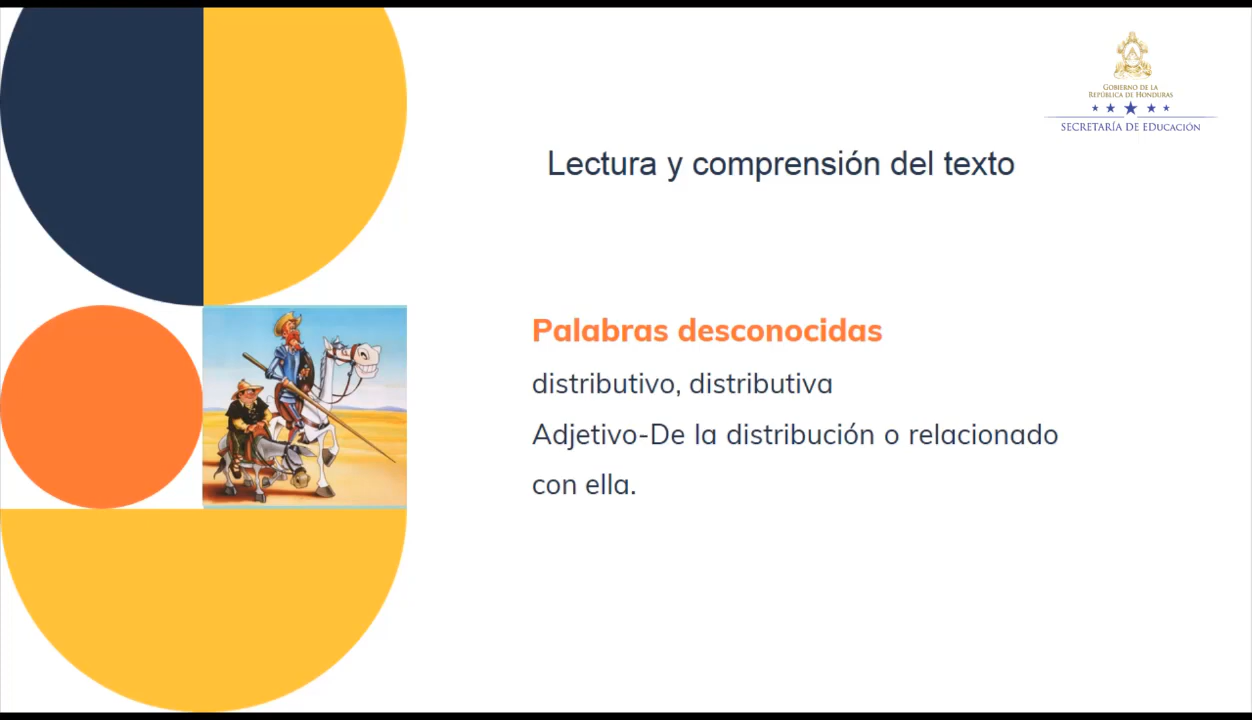 GOBIERNO DE LA
REPÚBLICA DE HONDURAS
SECRETARÍA DE EDUCACIÓN
Lectura y comprensión del texto
Palabras desconocidas
distributivo, distributiva
Adjetivo-De la distribución o relacionado
con ella.